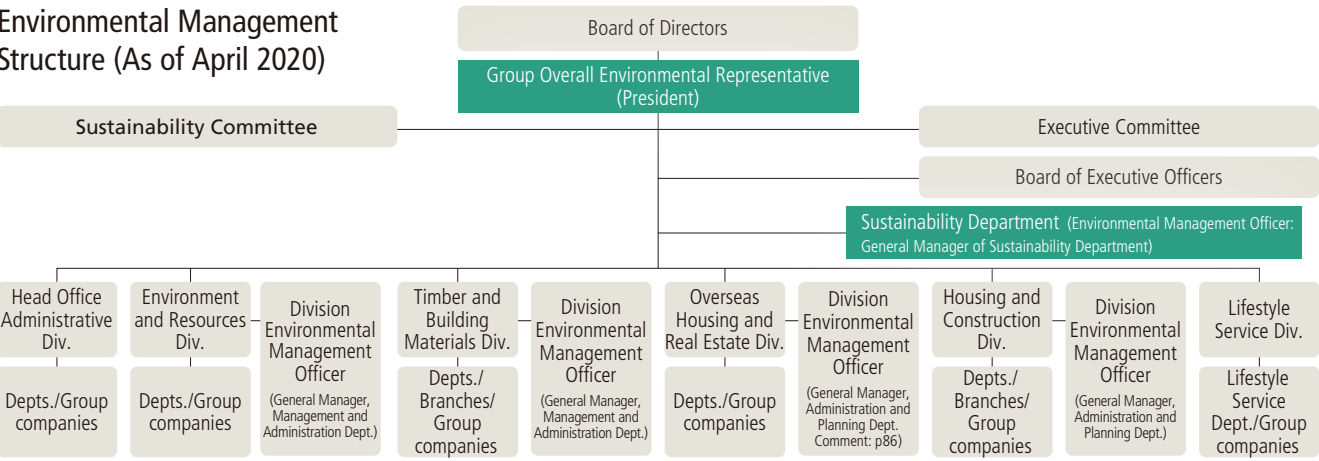 Environmental Management
Structure (As of April 2020)
Board of Directors
Group Overall Environmental Representative
(President)
Sustainability Committee
Executive Committee
Board of Executive Officers
Sustainability Department (Environmental Management Officer:
General Manager of Sustainability Department)
Head Office
Administrative
Div.
Depts./Group
companies
Environment
and Resources
Div.
Depts./Group
companies
Division
Environmental
Management
Officer
(General Manager,
Management and
Administration Dept.)
Timber and
Building
Materials Div.
Depts./
Branches/
Group
companies
Division
Environmental
Management
Officer
(General Manager,
Management and
Administration Dept.)
Overseas
Housing and
Real Estate Div.
Depts./Group
companies
Division
Environmental
Management
Officer
(General Manager,
Administration and
Planning Dept.
Comment: p86)
Housing and
Construction
Div.
Depts./
Branches/
Group
companies
Division
Environmental
Management
Officer
(General Manager,
Administration and
Planning Dept.)
Lifestyle
Service Div.
Lifestyle
Service
Dept./Group
companies